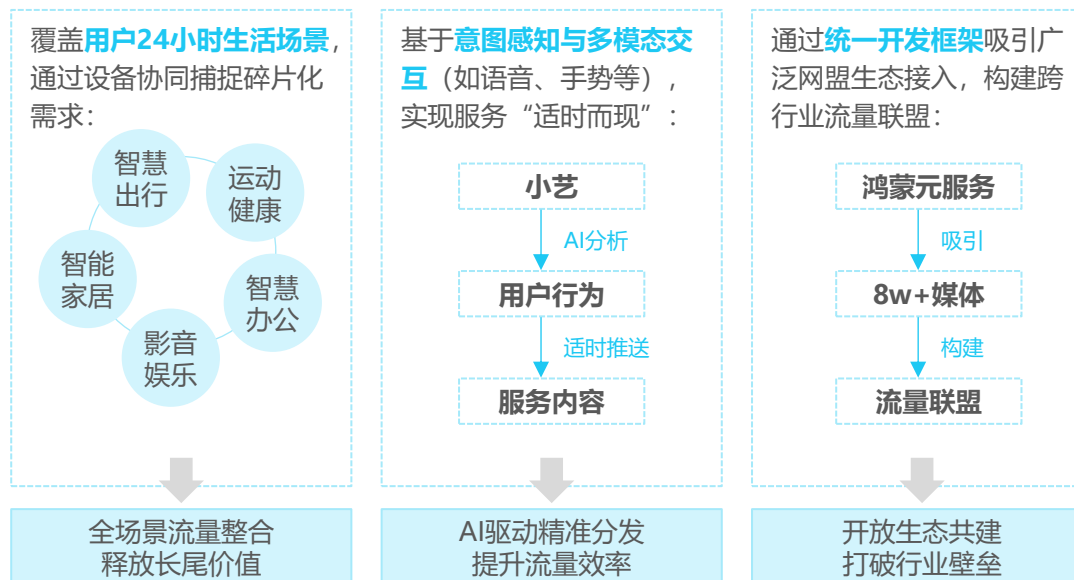 覆盖用户24小时生活场景，
通过设备协同捕捉碎片化
需求：
智慧
出行
运动
健康
智能
家居
智慧
办公
影音
娱乐
全场景流量整合
释放长尾价值
基于意图感知与多模态交
互（如语音、手势等），
实现服务“适时而现”：
小艺
AI分析
用户行为
适时推送
服务内容
AI驱动精准分发
提升流量效率
通过统一开发框架吸引广
泛网盟生态接入，构建跨
行业流量联盟：
鸿蒙元服务
吸引
8w+媒体
构建
流量联盟
开放生态共建
打破行业壁垒